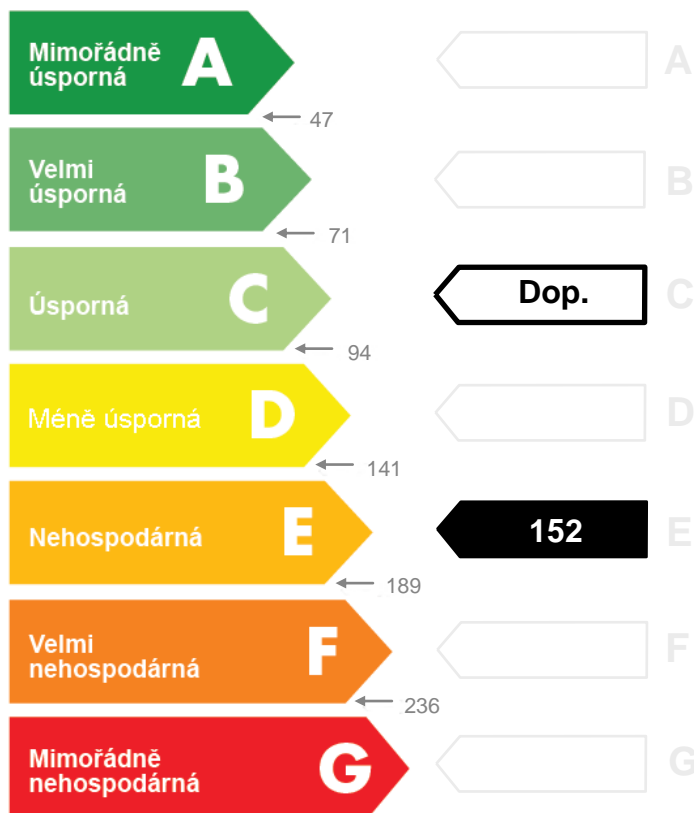 Mimořádně
úsporná
A
A
47
Velmi
úsporná
B
B
71
Úsporná
C
Dop.
C
94
Méně úsporná
D
D
141
Nehospodárná
E
152
E
189
Velmi
nehospodárná
F
F
236
Mimořádně
nehospodárná
G
G